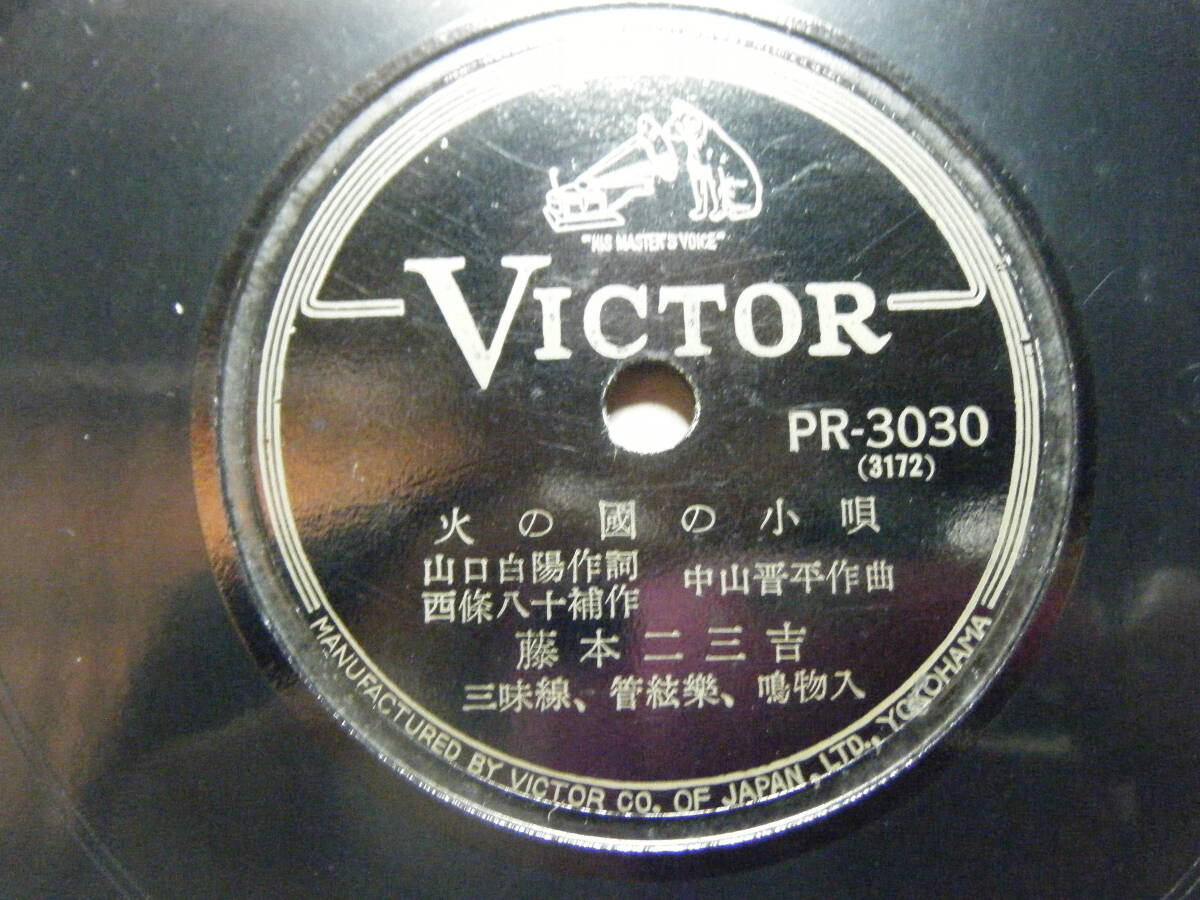 "HIS MASTER'S VOICE"
VICTOR
PR-3030
(3172)
火の國の小唄
山口白陽作詞 中山晋平作曲
西條八十補作
藤本二三吉
三味線、管絃樂、鳴物入
MANUFACTURED BY VICTOR CO. OF JAPAN, LTD., YOKOHAMA